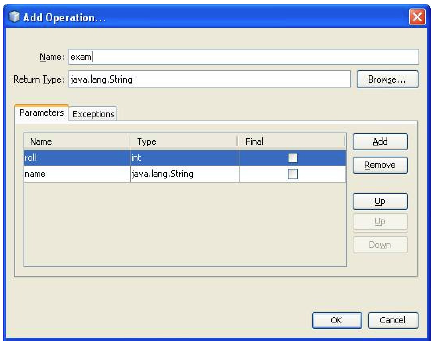 Add Operation...
Name: exam
Return Type: java.lang.String Browse...
Parameters Exceptions
Name Type Final
roll int
name java.lang.String
Add
Remove
Up
Up
Down
OK Cancel